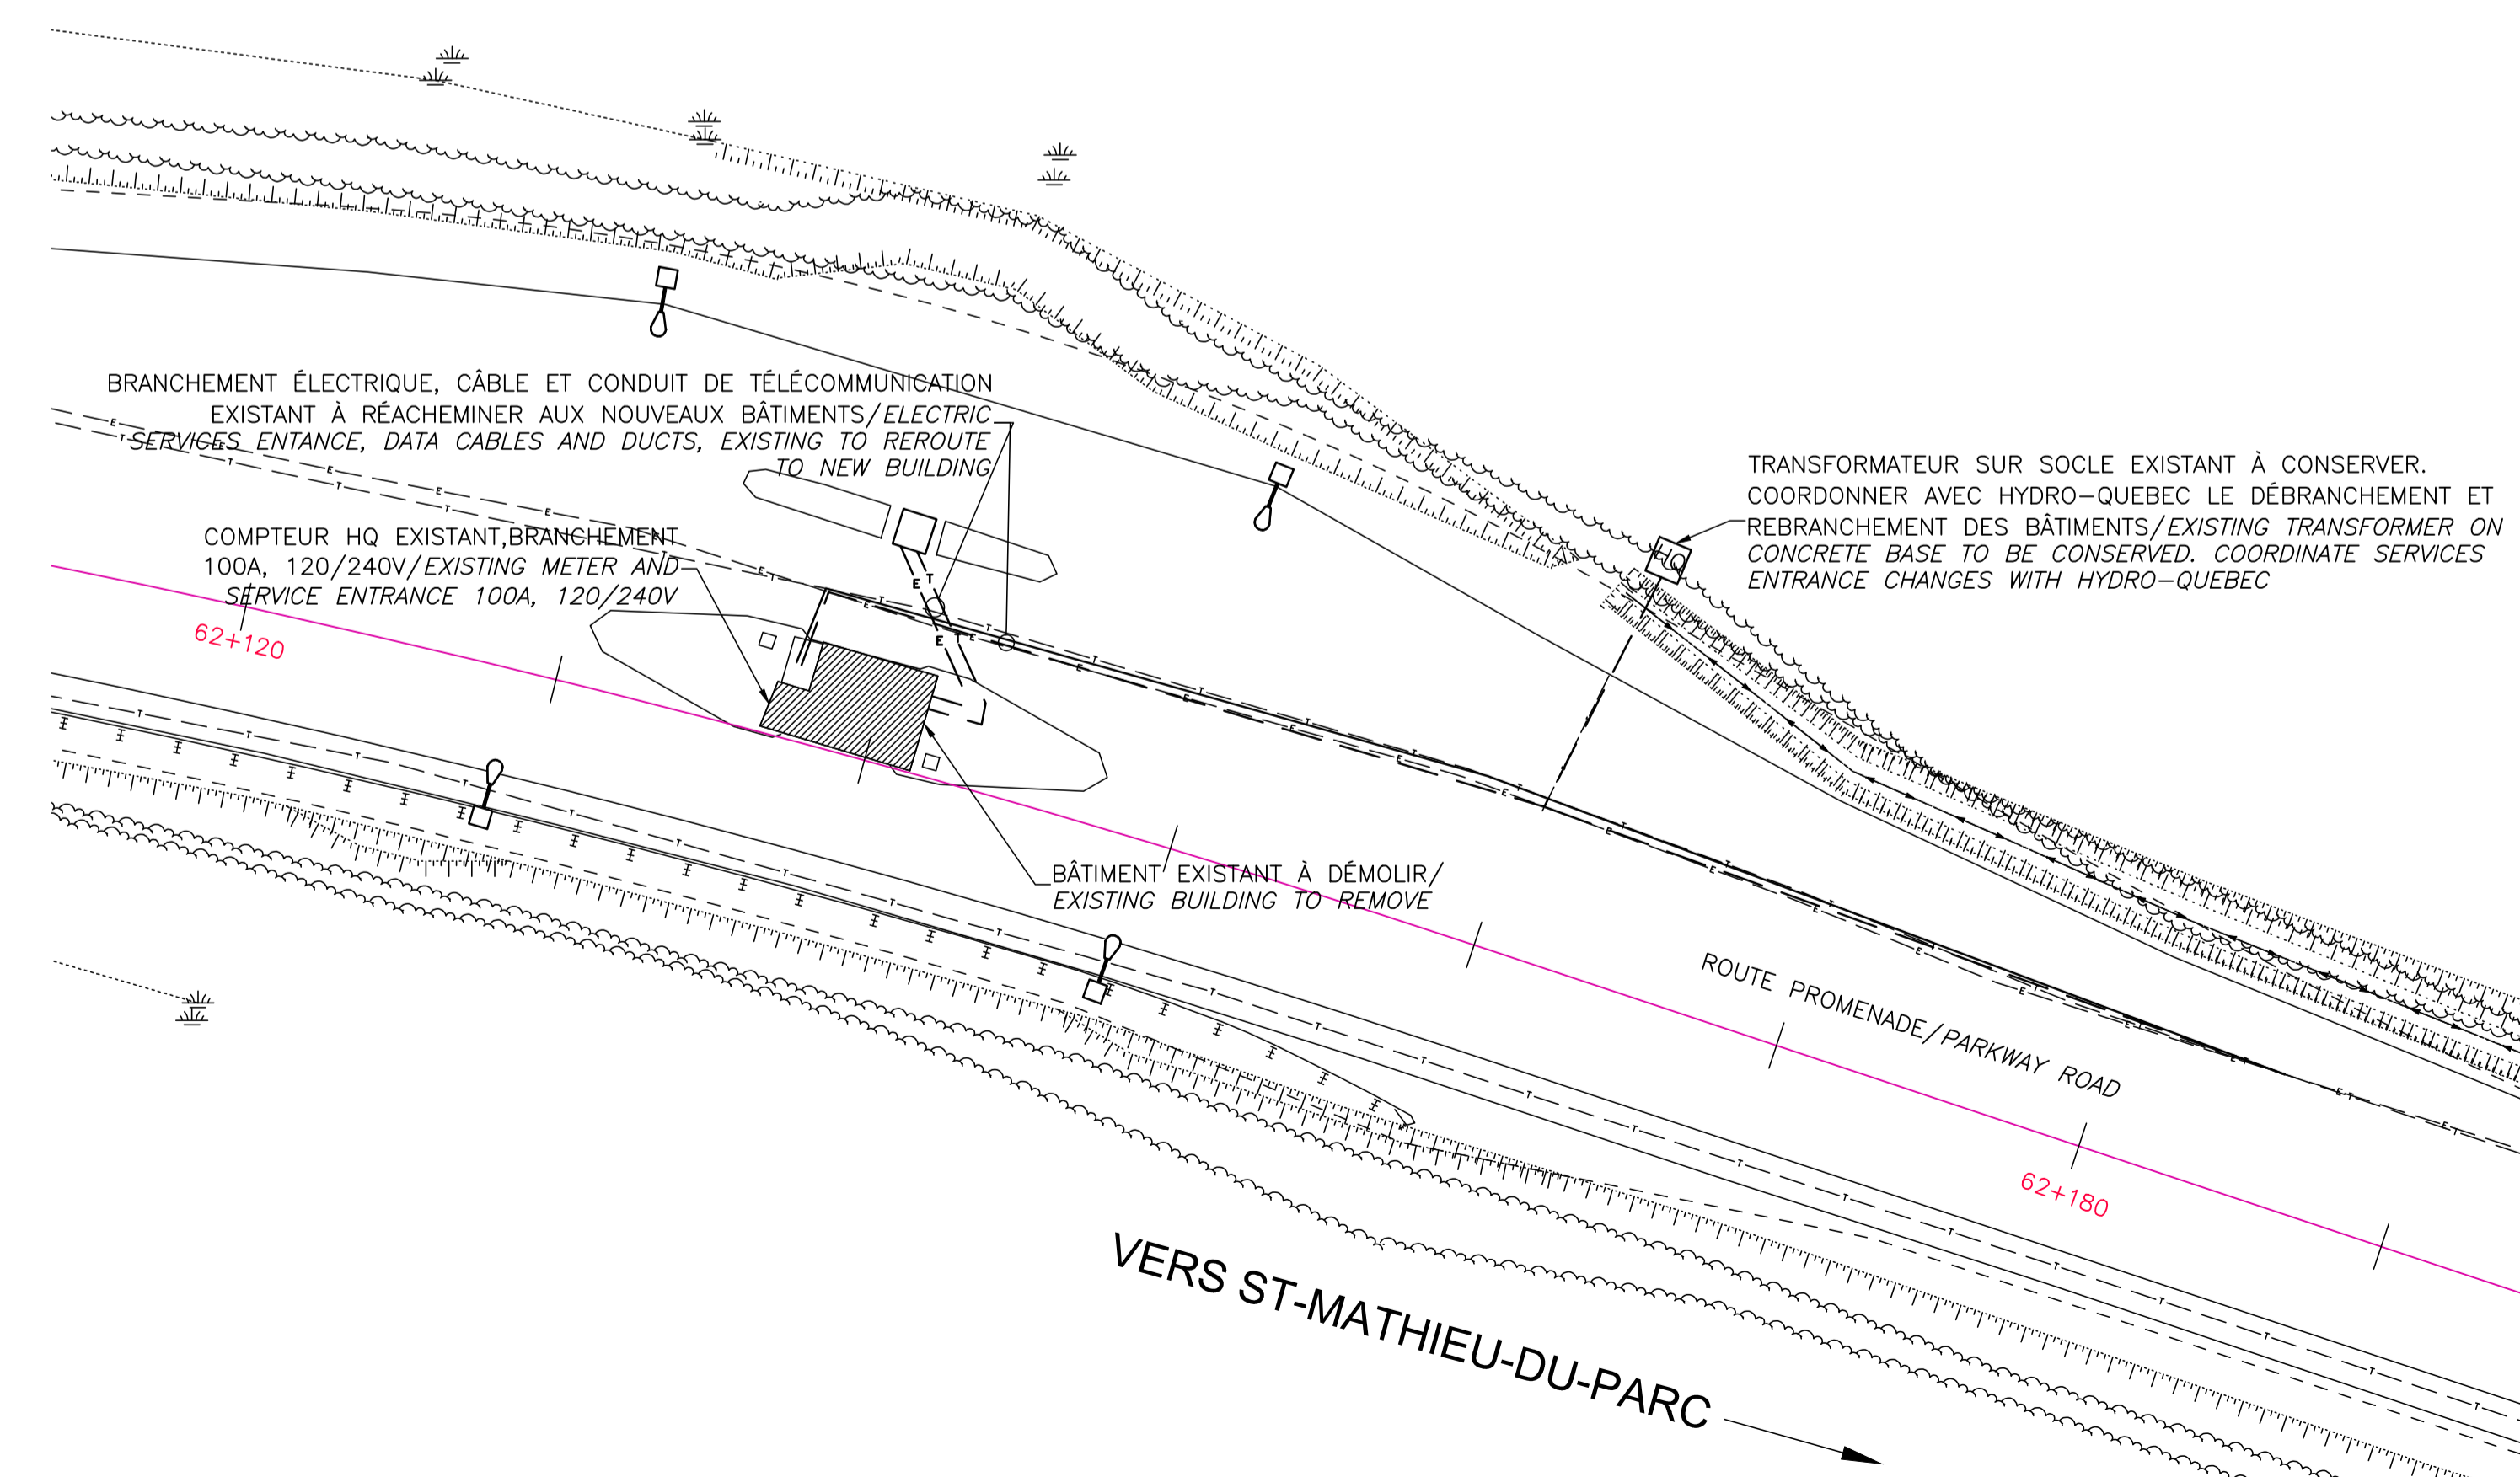 BRANCHEMENT ÉLECTRIQUE, CÂBLE ET CONDUIT DE TÉLÉCOMMUNICATION
EXISTANT À RÉACHEMINER AUX NOUVEAUX BÂTIMENTS/ELECTRIC
SERVICES ENTANCE, DATA CABLES AND DUCTS, EXISTING TO REROUTE
TO NEW BUILDING
TRANSFORMATEUR SUR SOCLE EXISTANT À CONSERVER.
COORDONNER AVEC HYDRO-QUEBEC LE DÉBRANCHEMENT ET
REBRANCHEMENT DES BÂTIMENTS/EXISTING TRANSFORMER ON
CONCRETE BASE TO BE CONSERVED. COORDINATE SERVICES
ENTRANCE CHANGES WITH HYDRO-QUEBEC
HQ
COMPTEUR HQ EXISTANT,BRANCHEMENT
100A, 120/240V/EXISTING METER AND
SERVICE ENTRANCE 100A, 120/240V
62+120
E T
E T
BÂTIMENT EXISTANT À DÉMOLIR/
EXISTING BUILDING TO REMOVE
ROUTE PROMENADE/PARKWAY ROAD
62+180
VERS ST-MATHIEU-DU-PARC